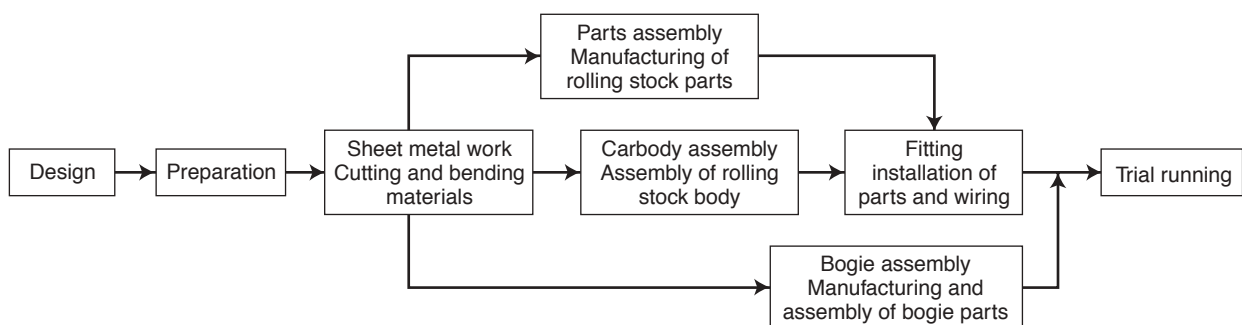 Parts assembly
Manufacturing of
rolling stock parts
Design
Preparation
Sheet metal work
Cutting and bending
materials
Carbody assembly
Assembly of rolling
stock body
Fitting
installation of
parts and wiring
Trial running
Bogie assembly
Manufacturing and
assembly of bogie parts